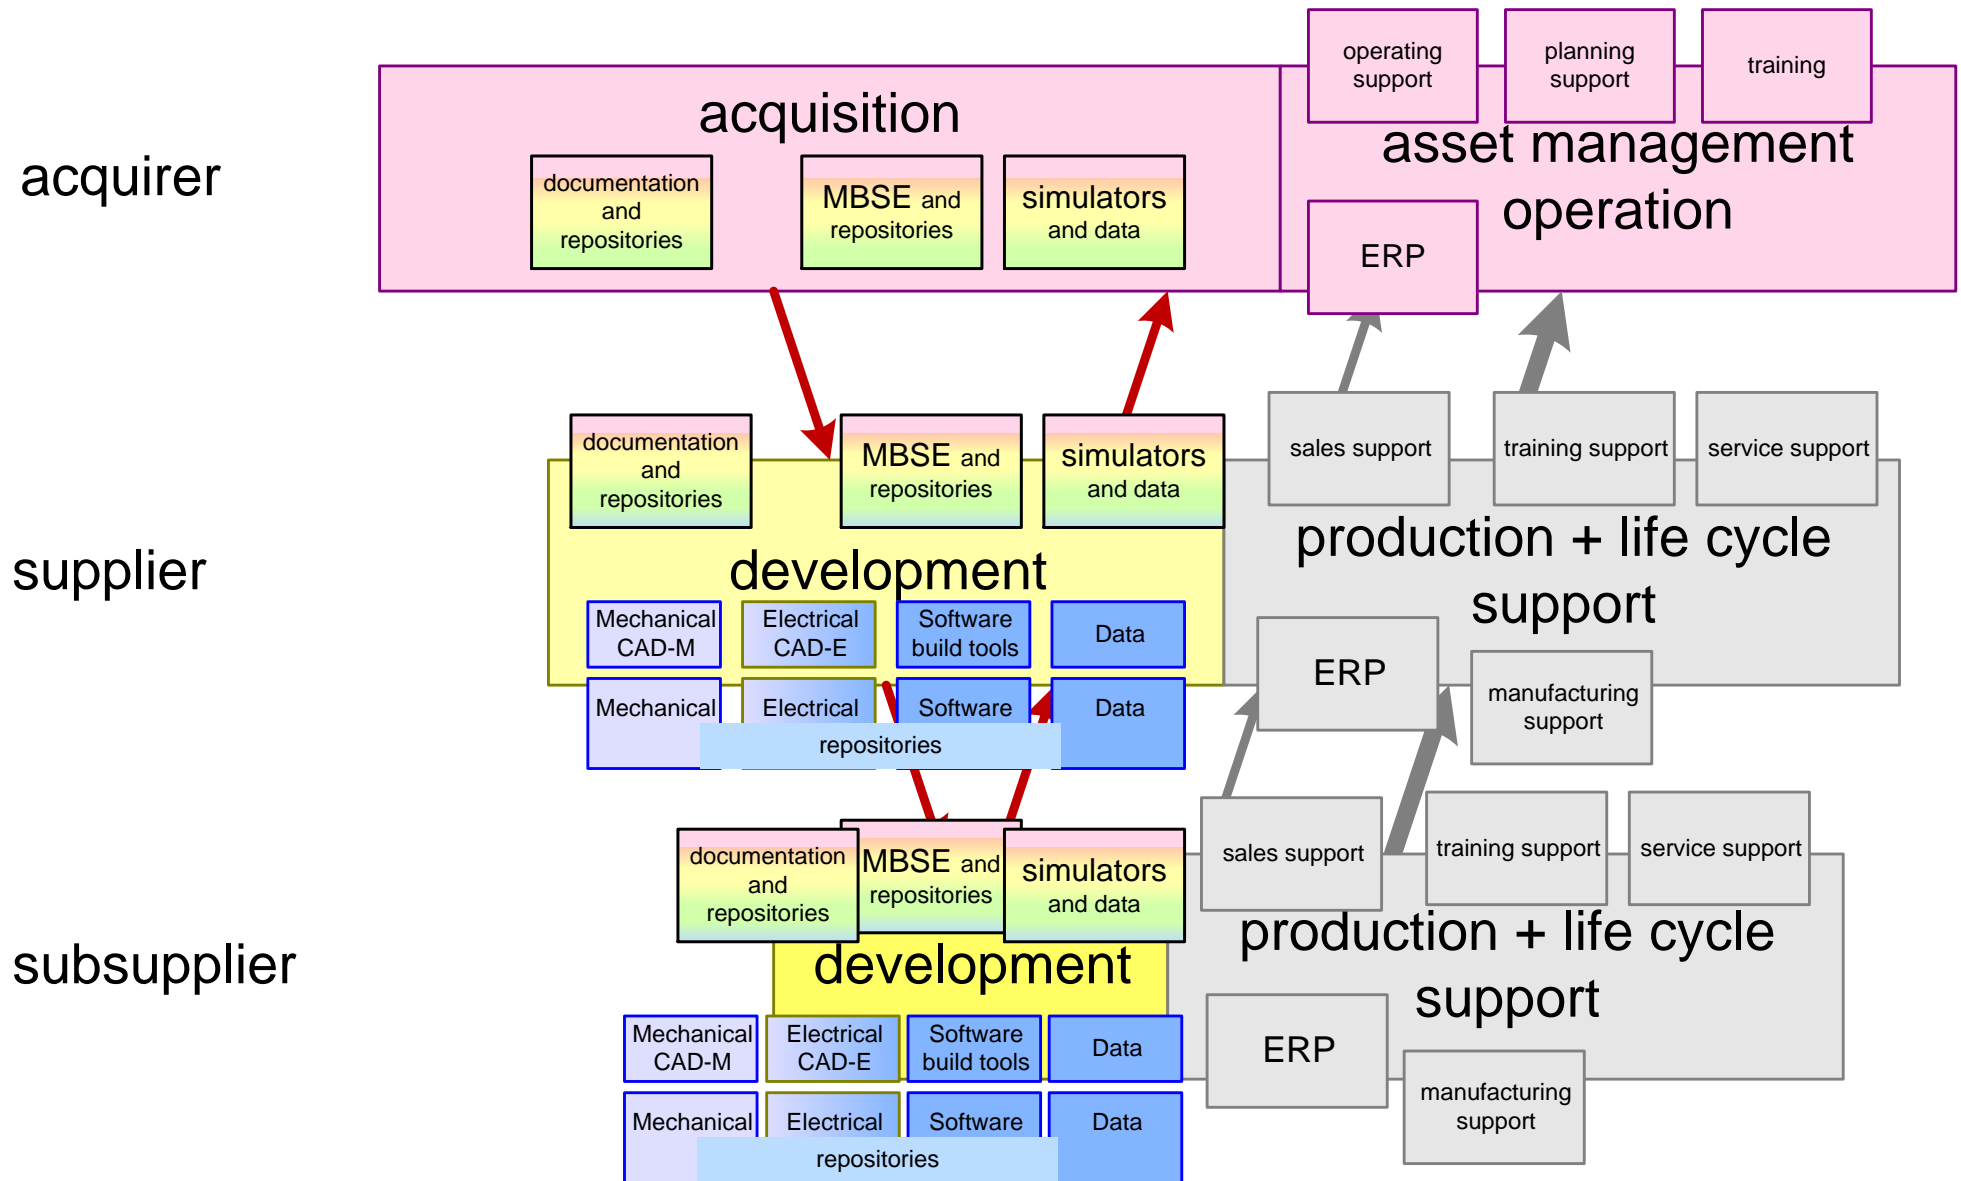 operating
support
planning
support
training
acquisition
asset management
operation
acquirer
documentation
and
repositories
MBSE and
repositories
simulators
and data
ERP
documentation
and
repositories
MBSE and
repositories
simulators
and data
sales support
training support
service support
supplier
development
production + life cycle
support
Mechanical
CAD-M
Electrical
CAD-E
Software
build tools
Data
ERP
manufacturing
support
Mechanical
Electrical
Software
Data
repositories
documentation
and
repositories
MBSE and
repositories
simulators
and data
sales support
training support
service support
subsupplier
development
production + life cycle
support
Mechanical
CAD-M
Electrical
CAD-E
Software
build tools
Data
ERP
manufacturing
support
Mechanical
Electrical
Software
Data
repositories